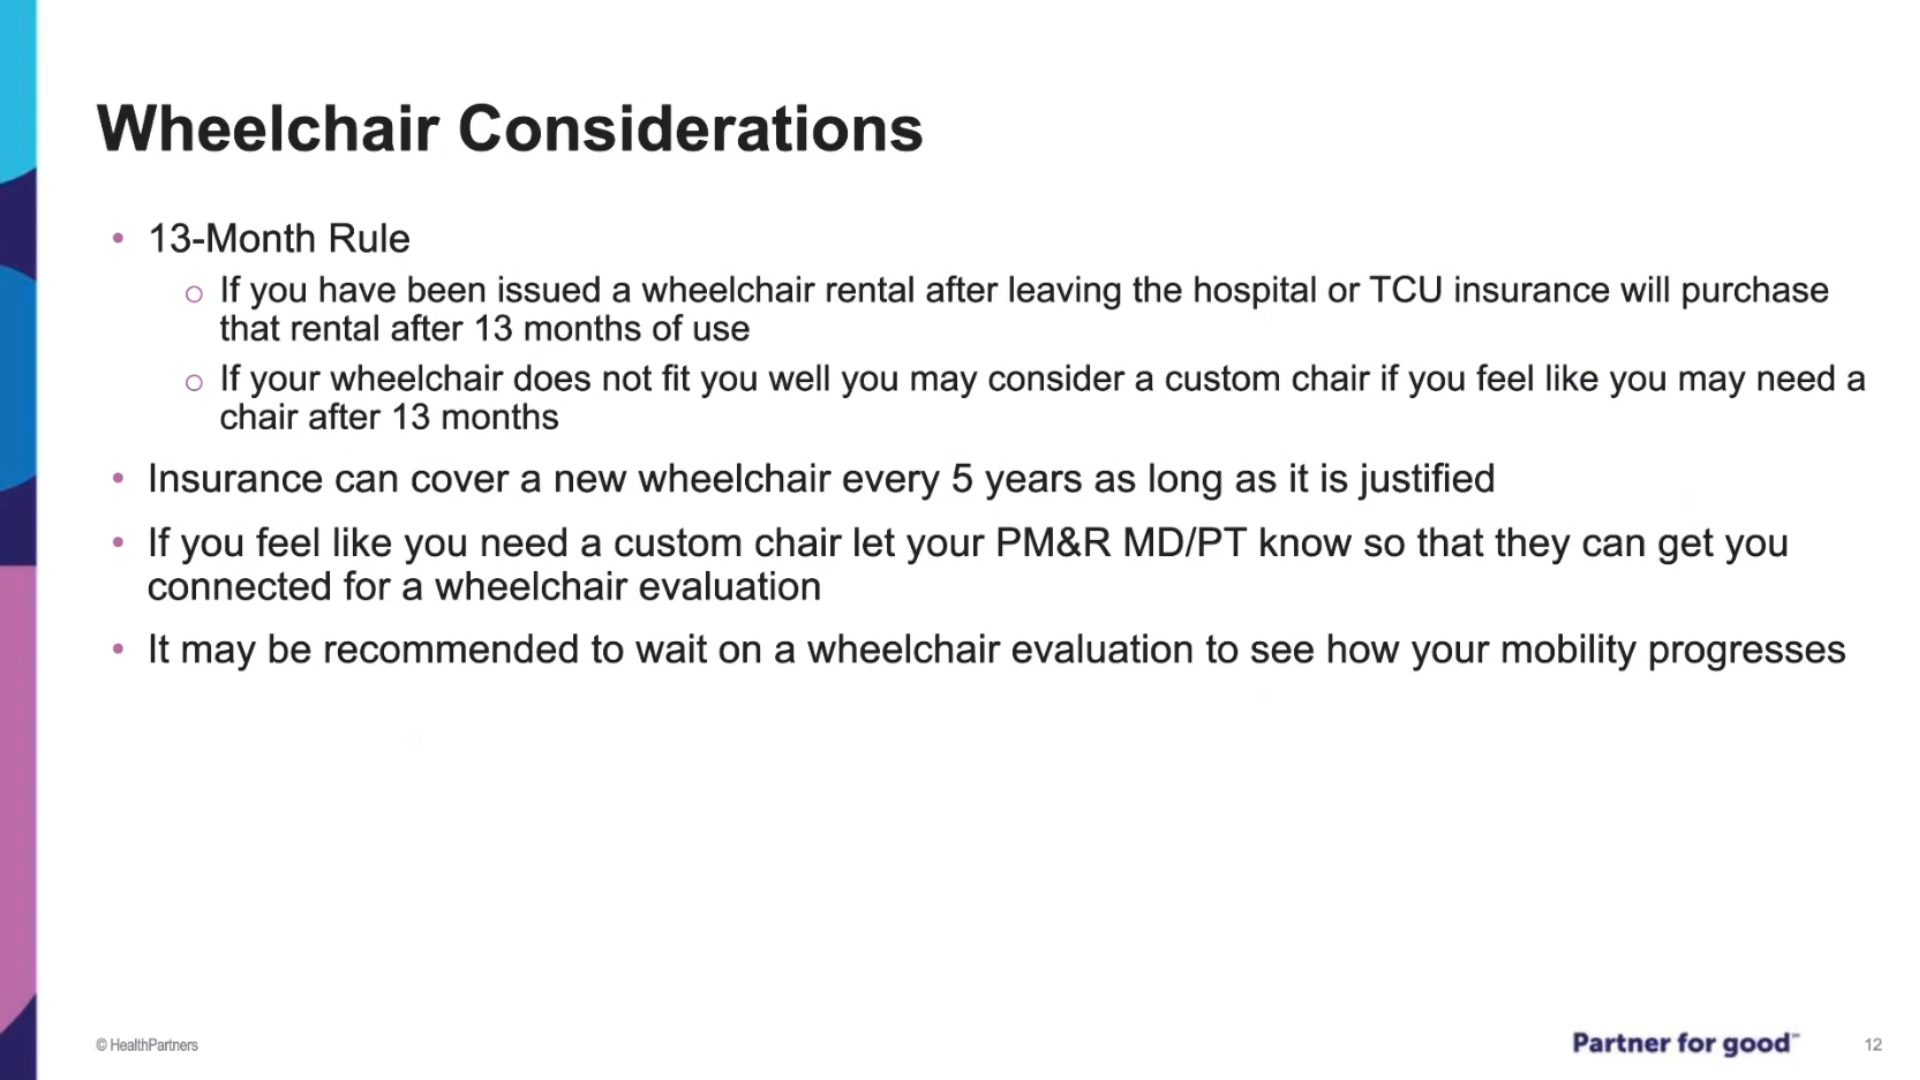 Wheelchair Considerations
• 13-Month Rule
o If you have been issued a wheelchair rental after leaving the hospital or TCU insurance will purchase
that rental after 13 months of use
o If your wheelchair does not fit you well you may consider a custom chair if you feel like you may need a
chair after 13 months
• Insurance can cover a new wheelchair every 5 years as long as it is justified
• If you feel like you need a custom chair let your PM&R MD/PT know so that they can get you
connected for a wheelchair evaluation
• It may be recommended to wait on a wheelchair evaluation to see how your mobility progresses
© HealthPartners
Partner for good™
12